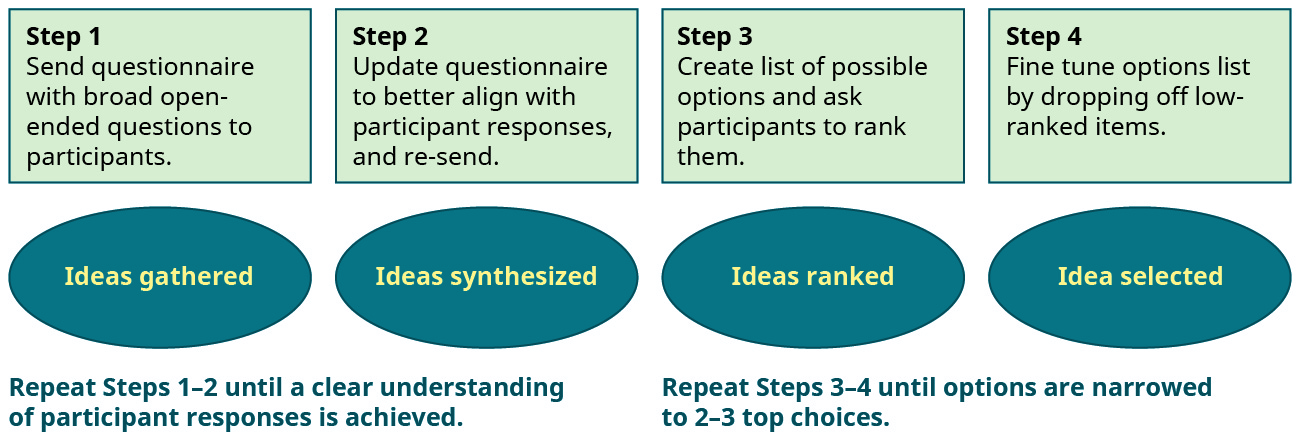 Step 1
Send questionnaire
with broad open-
ended questions to
participants.
Step 2
Update questionnaire
to better align with
participant responses,
and re-send.
Step 3
Create list of possible
options and ask
participants to rank
them.
Step 4
Fine tune options list
by dropping off low-
ranked items.
Ideas gathered
Ideas synthesized
Ideas ranked
Idea selected
Repeat Steps 1–2 until a clear understanding
of participant responses is achieved.
Repeat Steps 3–4 until options are narrowed
to 2–3 top choices.